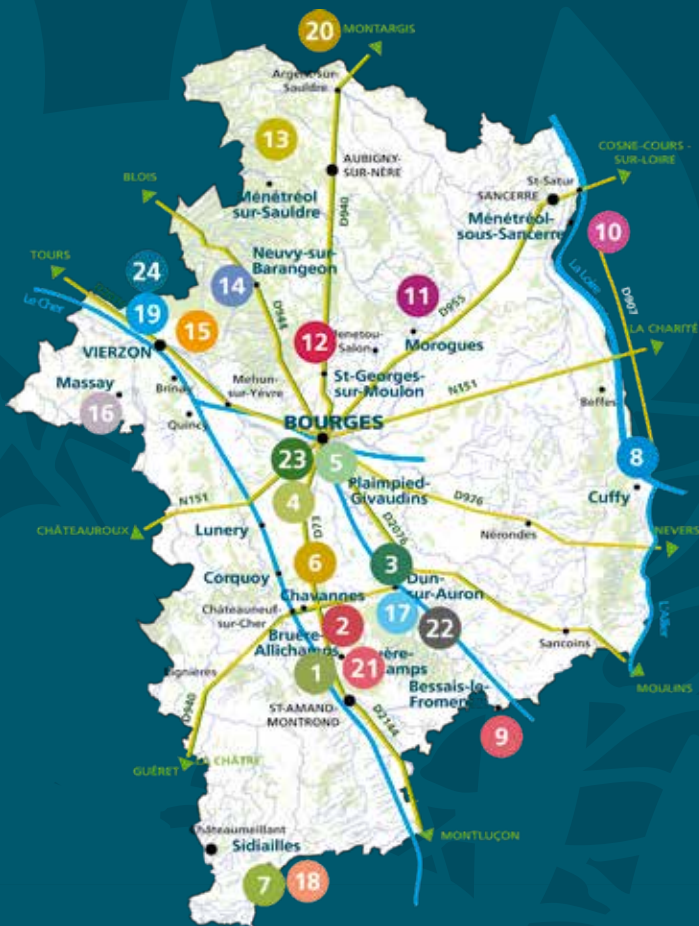 20
MONTARGIS
Argent-sur-
Sauldre
13
AUBIGNY-
SUR-NÈRE
COSNE-COURS -
SUR-LOIRE
BLOIS
Ménétréol
sur-Sauldre
D940
St-Satur
SANCERRE
Ménétréol-
sous-Sancerre
10
TOURS
24
Neuvy-sur-
Barangeon
14
La Loire
Le Cher
19
15
D944
11
D955
D907
12
Salon
Morogues
LA CHARITÉ
VIERZON
St-Georges-
sur-Moulon
Massay
Brinay
Mehun-
sur-Yèvre
N151
Beffes
16
Quincy
BOURGES
23
5
8
Plaimpied-
Givaudins
Cuffy
4
N151
D976
CHÂTEAUROUX
Lunery
D73
D2076
Nérondes
NEVERS
6
3
Corquoy
Dun-
sur-Auron
Chavannes
Châteauneuf-
sur-Cher
2
17
22
L'Allier
Bruère-
Allichamps
Sancoins
1
21
Lignières
Bessais-le-
Fromental
MOULINS
D940
ST-AMAND-
MONTROND
D2144
9
GUÉRET
LA CHÂTRE
Châteaumeillant
MONTLUÇON
Sidiailles
7
18